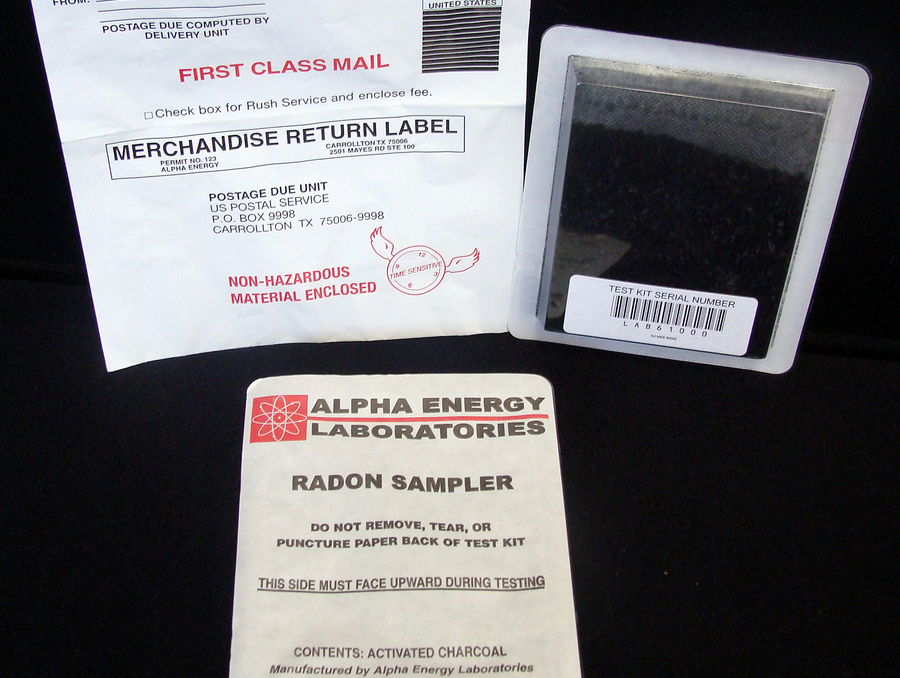 FROM:
POSTAGE DUE COMPUTED BY
DELIVERY UNIT
UNITED STATES
FIRST CLASS MAIL
□ Check box for Rush Service and enclose fee.
MERCHANDISE RETURN LABEL
PERMIT NO. 123
ALPHA ENERGY
CARROLLTON TX 75006
2501 MAYES RD STE 100
POSTAGE DUE UNIT
US POSTAL SERVICE
P.O. BOX 9998
CARROLLTON TX 75006-9998
NON-HAZARDOUS
MATERIAL ENCLOSED
12
9
TIME SENSITIVE
3
6
TEST KIT SERIAL NUMBER
LAB61000
ALPHA ENERGY
LABORATORIES
RADON SAMPLER
DO NOT REMOVE, TEAR, OR
PUNCTURE PAPER BACK OF TEST KIT
THIS SIDE MUST FACE UPWARD DURING TESTING
CONTENTS: ACTIVATED CHARCOAL
Manufactured by Alpha Energy Laboratories